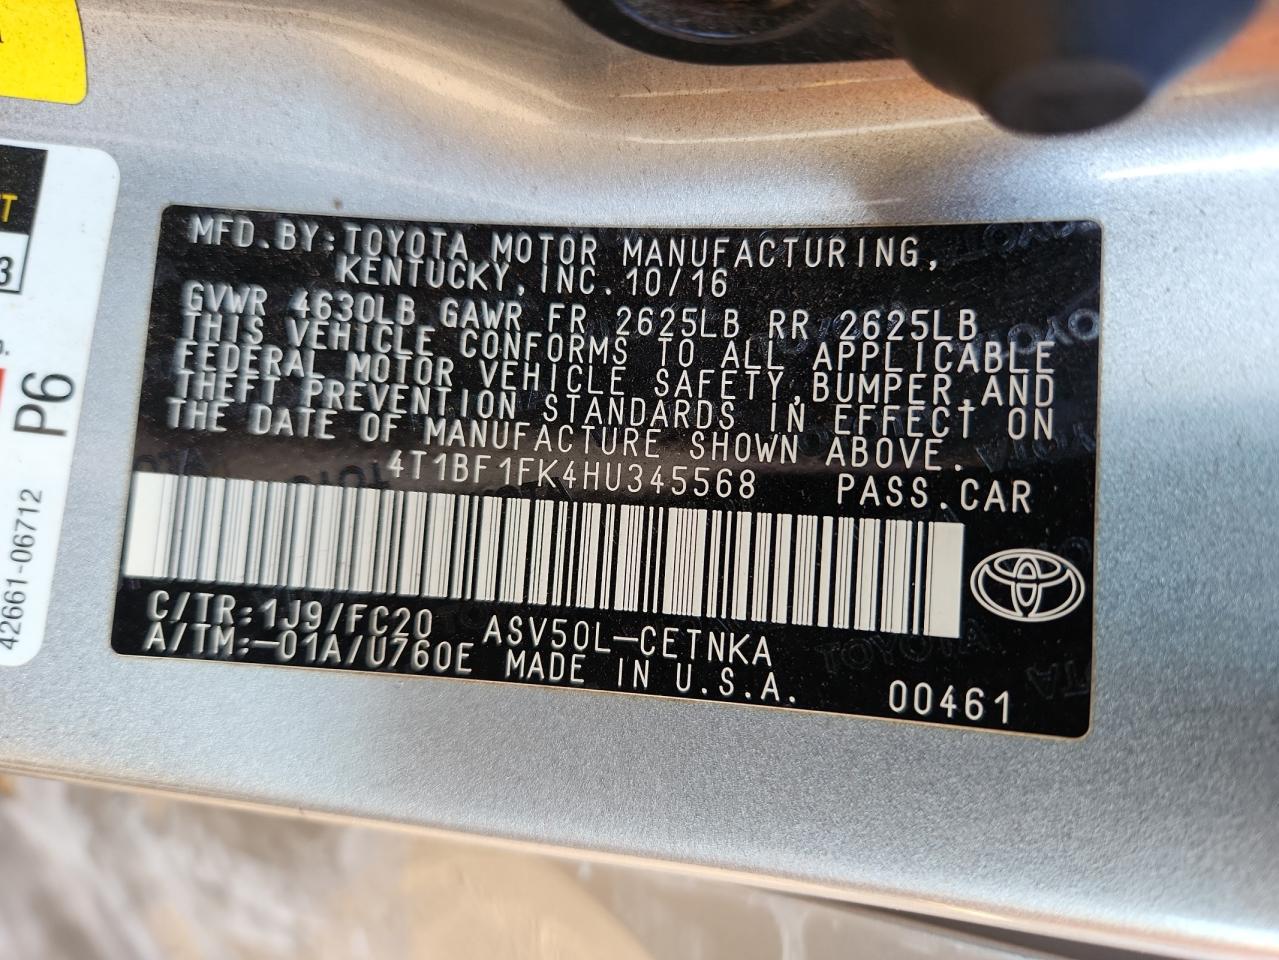 T
3
P6
42661-06712
MFD.BY:TOYOTA MOTOR MANUFACTURING,
KENTUCKY,INC.10/16
GVWR 4630LB GAWR FR 2625LB RR 2625LB
THIS VEHICLE CONFORMS TO ALL APPLICABLE
FEDERAL MOTOR VEHICLE SAFETY,BUMPER,AND
THEFT PREVENTION STANDARDS IN EFFECT ON
THE DATE OF MANUFACTURE SHOWN ABOVE.
4T1BF1FK4HU345568 PASS.CAR
C/TR:1J9/FC20 ASV50L-CETNKA
A/TM:-01A/U760E MADE IN U.S.A.
00461
TOYOTA